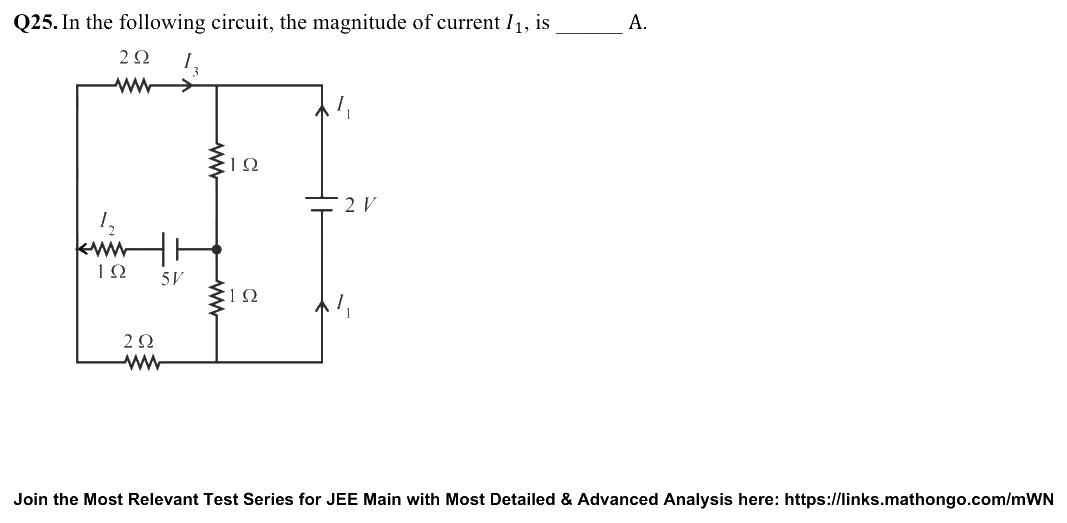 Q25. In the following circuit, the magnitude of current I₁, is ______ A.
2 Ω I₃
I₁
1 Ω
2 V
I₂
1 Ω 5V
1 Ω I₁
2 Ω
Join the Most Relevant Test Series for JEE Main with Most Detailed & Advanced Analysis here: https://links.mathongo.com/mWN